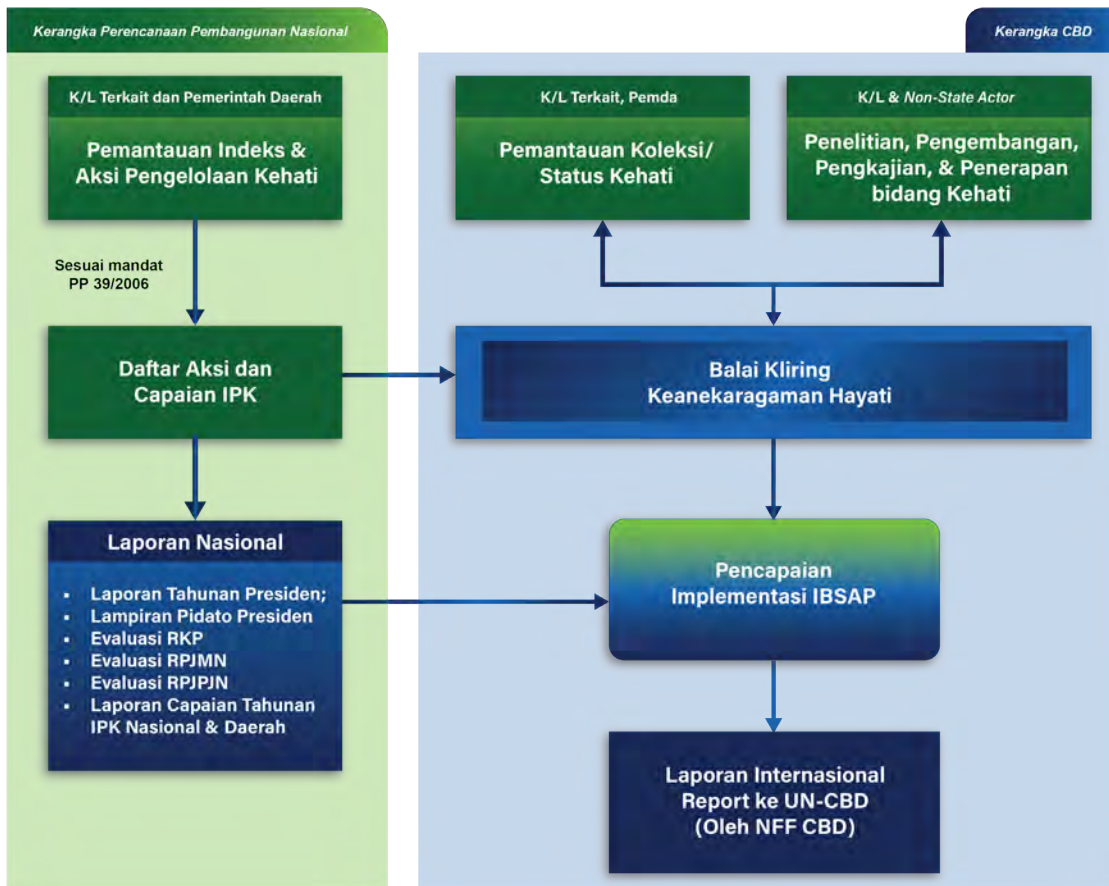 Kerangka Perencanaan Pembangunan Nasional
K/L Terkait dan Pemerintah Daerah
Pemantauan Indeks &
Aksi Pengelolaan Kehati
Sesuai mandat
PP 39/2006
Daftar Aksi dan
Capaian IPK
Laporan Nasional
▪ Laporan Tahunan Presiden;
▪ Lampiran Pidato Presiden
▪ Evaluasi RKP
▪ Evaluasi RPJMN
▪ Evaluasi RPJPJN
▪ Laporan Capaian Tahunan
IPK Nasional & Daerah
Kerangka CBD
K/L Terkait, Pemda
Pemantauan Koleksi/
Status Kehati
K/L & Non-State Actor
Penelitian, Pengembangan,
Pengkajian, & Penerapan
bidang Kehati
Balai Kliring
Keanekaragaman Hayati
Pencapaian
Implementasi IBSAP
Laporan Internasional
Report ke UN-CBD
(Oleh NFF CBD)